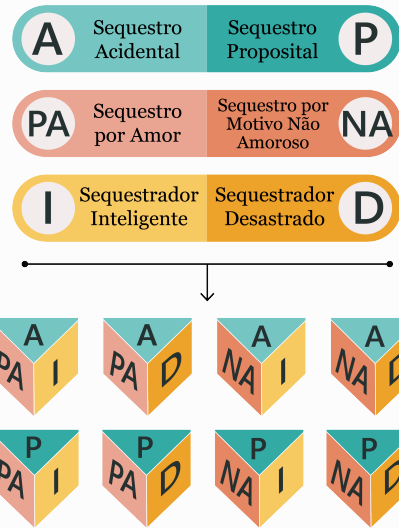 A Sequestro Acidental Sequestro Proposital P
PA Sequestro por Amor Sequestro por Motivo Não Amoroso NA
I Sequestrador Inteligente Sequestrador Desastrado D
A A A A
PA I PA D NA I NA D
P P P P
PA I PA D NA I NA D